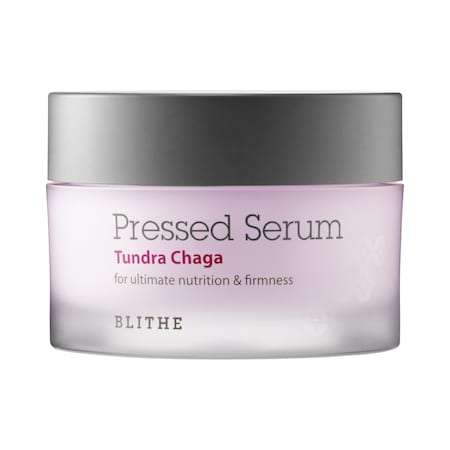 Pressed Serum
Tundra Chaga
for ultimate nutrition & firmness
BLITHE